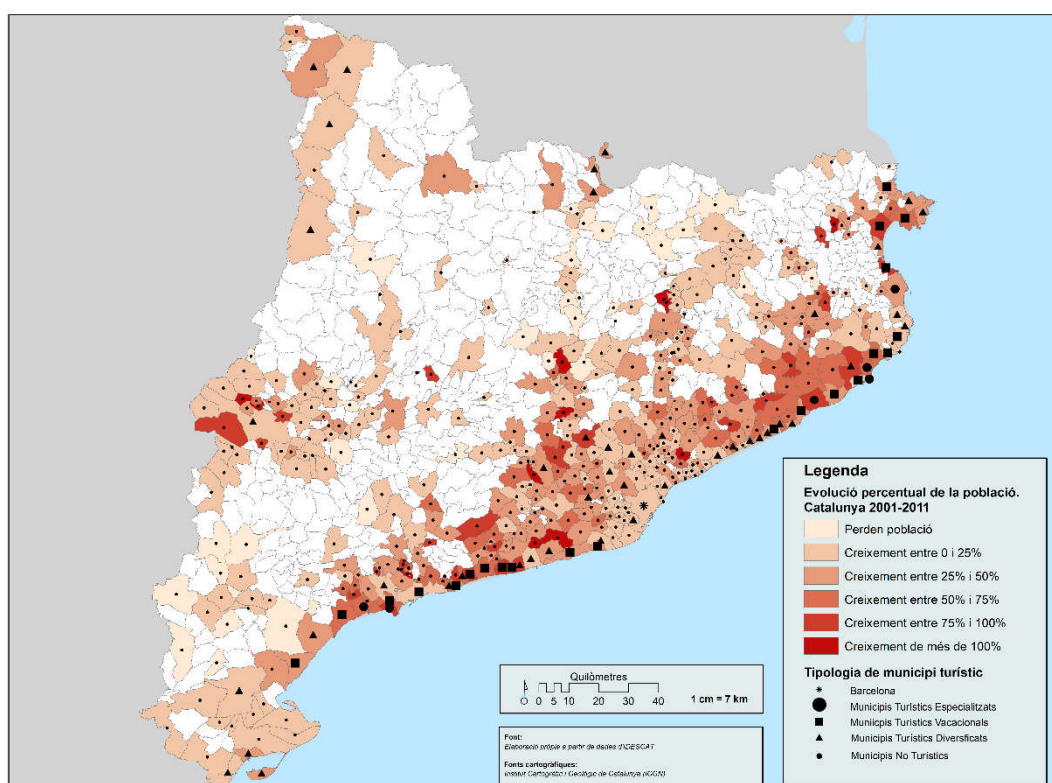 Legenda
Evolució percentual de la població.
Catalunya 2001-2011
Perden població
Creixement entre 0 i 25%
Creixement entre 25% i 50%
Creixement entre 50% i 75%
Creixement entre 75% i 100%
Creixement de més de 100%
Tipologia de municipi turístic
Barcelona
Municipis Turístics Especialitzats
Muniicpis Turístics Vacacionals
Municipis Turístics Diversficats
Municipis No Turístics
Quilòmetres
0 5 10 20 30 40
1 cm = 7 km
Font:
Elaboració pròpia a partir de dades d'IDESCAT
Fonts cartogràfiques:
Institut Cartogràfic i Geològic de Catalunya (ICGN)